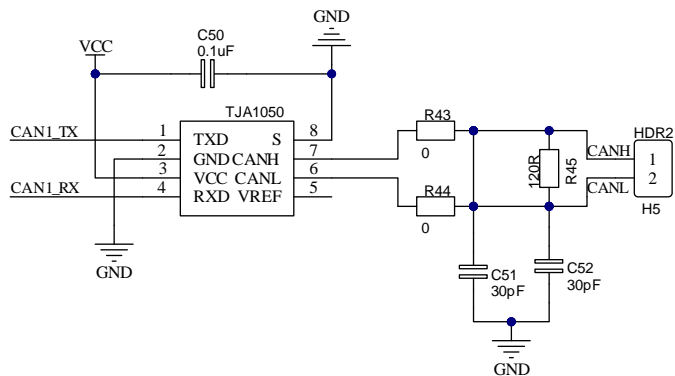 GND
C50
0.1uF
VCC
TJA1050
CAN1_TX 1 TXD S 8
2 GND CANH 7
3 VCC CANL 6
CAN1_RX 4 RXD VREF 5
GND
R43
0
R44
0
120R
R45
HDR2
CANH 1
CANL 2
H5
C51
30pF
C52
30pF
GND